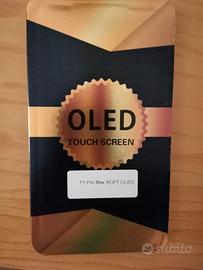 OLED
TOUCH SCREEN
11 Pro Max SOFT OLED
subito